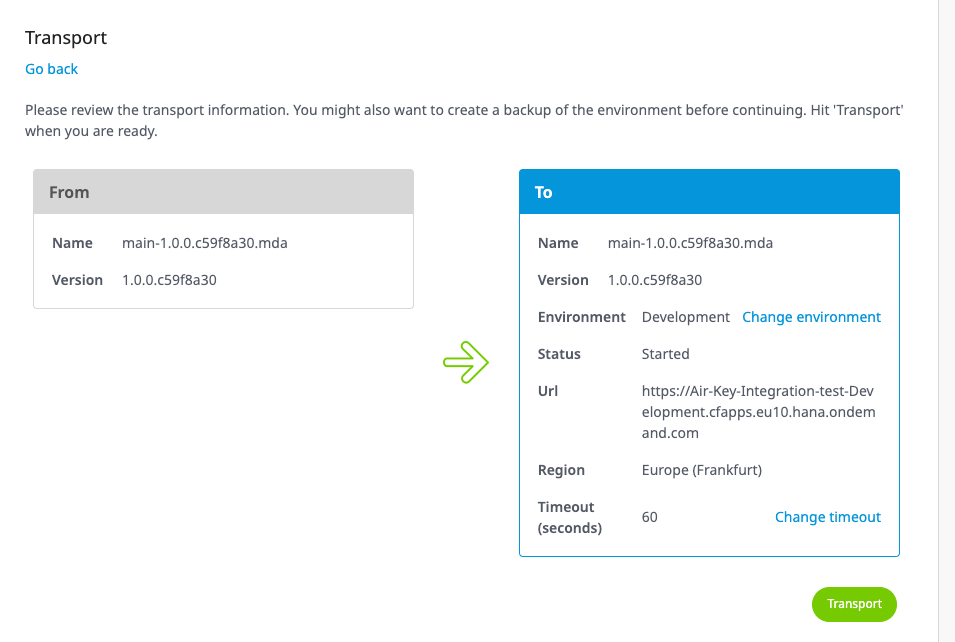 Transport
Go back
Please review the transport information. You might also want to create a backup of the environment before continuing. Hit 'Transport'
when you are ready.
From
Name main-1.0.0.c59f8a30.mda
Version 1.0.0.c59f8a30
To
Name main-1.0.0.c59f8a30.mda
Version 1.0.0.c59f8a30
Environment Development Change environment
Status Started
Url https://Air-Key-Integration-test-Dev
elopment.cfapps.eu10.hana.ondem
and.com
Region Europe (Frankfurt)
Timeout
(seconds) 60 Change timeout
Transport